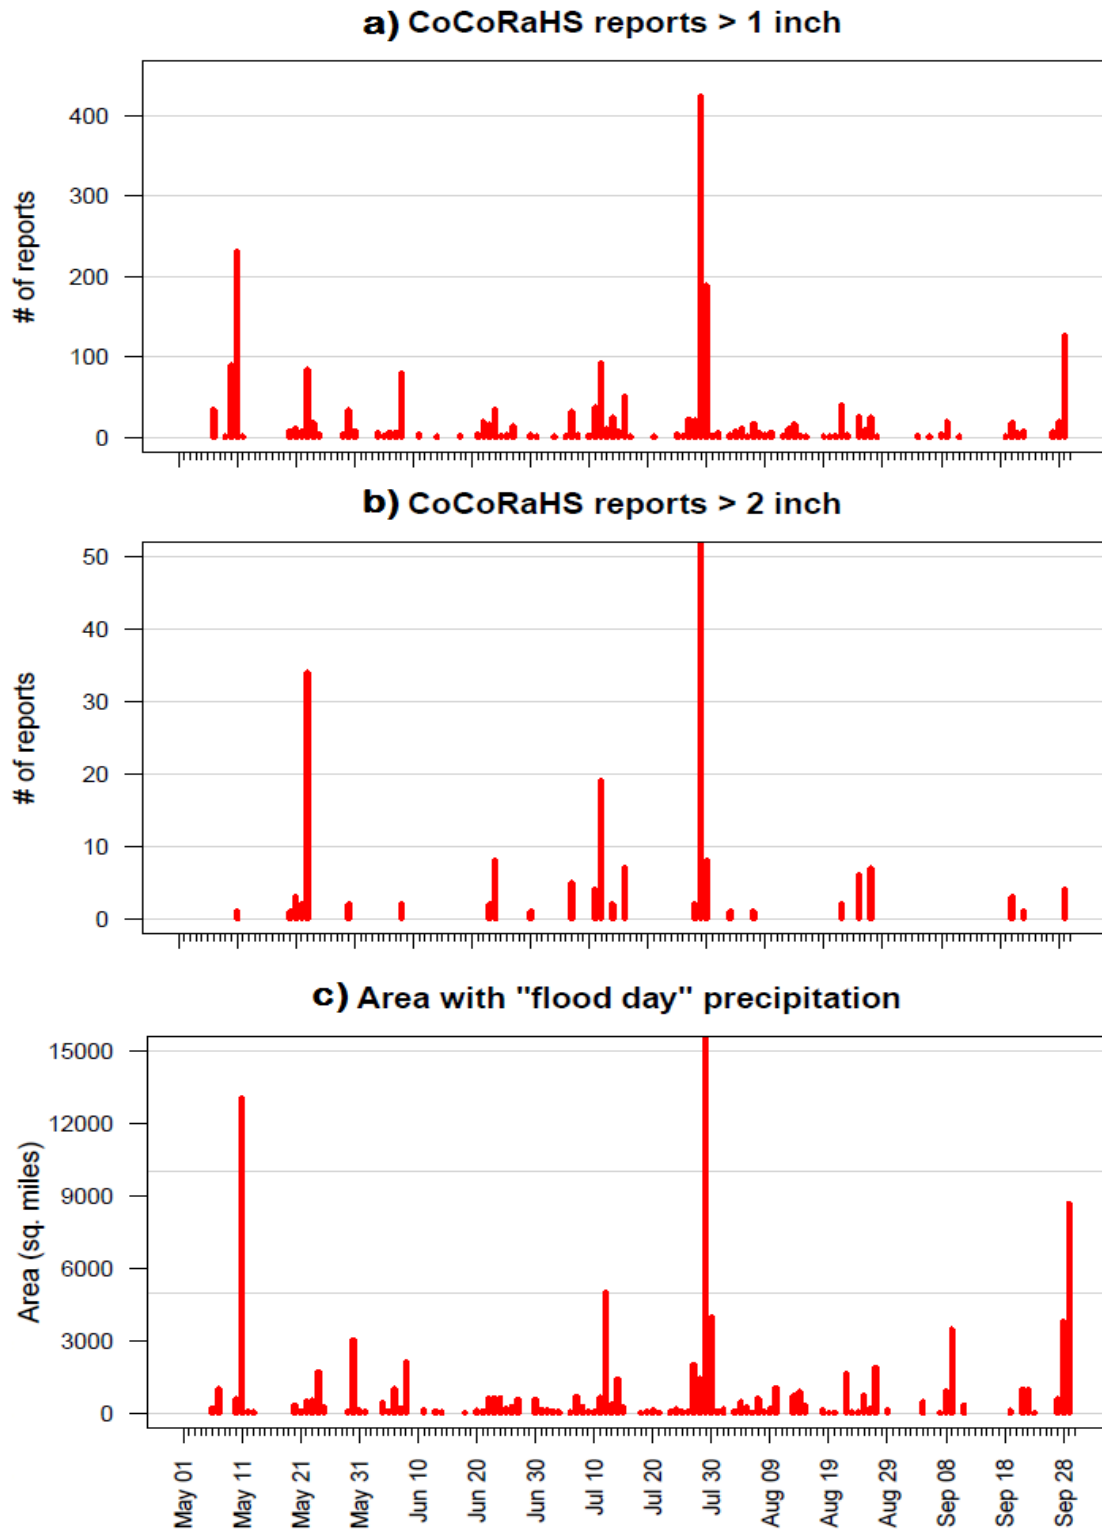 a) CoCoRaHS reports > 1 inch
# of reports
400
300
200
100
0
b) CoCoRaHS reports > 2 inch
# of reports
50
40
30
20
10
0
c) Area with "flood day" precipitation
Area (sq. miles)
15000
12000
9000
6000
3000
0
May 01
May 11
May 21
May 31
Jun 10
Jun 20
Jun 30
Jul 10
Jul 20
Jul 30
Aug 09
Aug 19
Aug 29
Sep 08
Sep 18
Sep 28